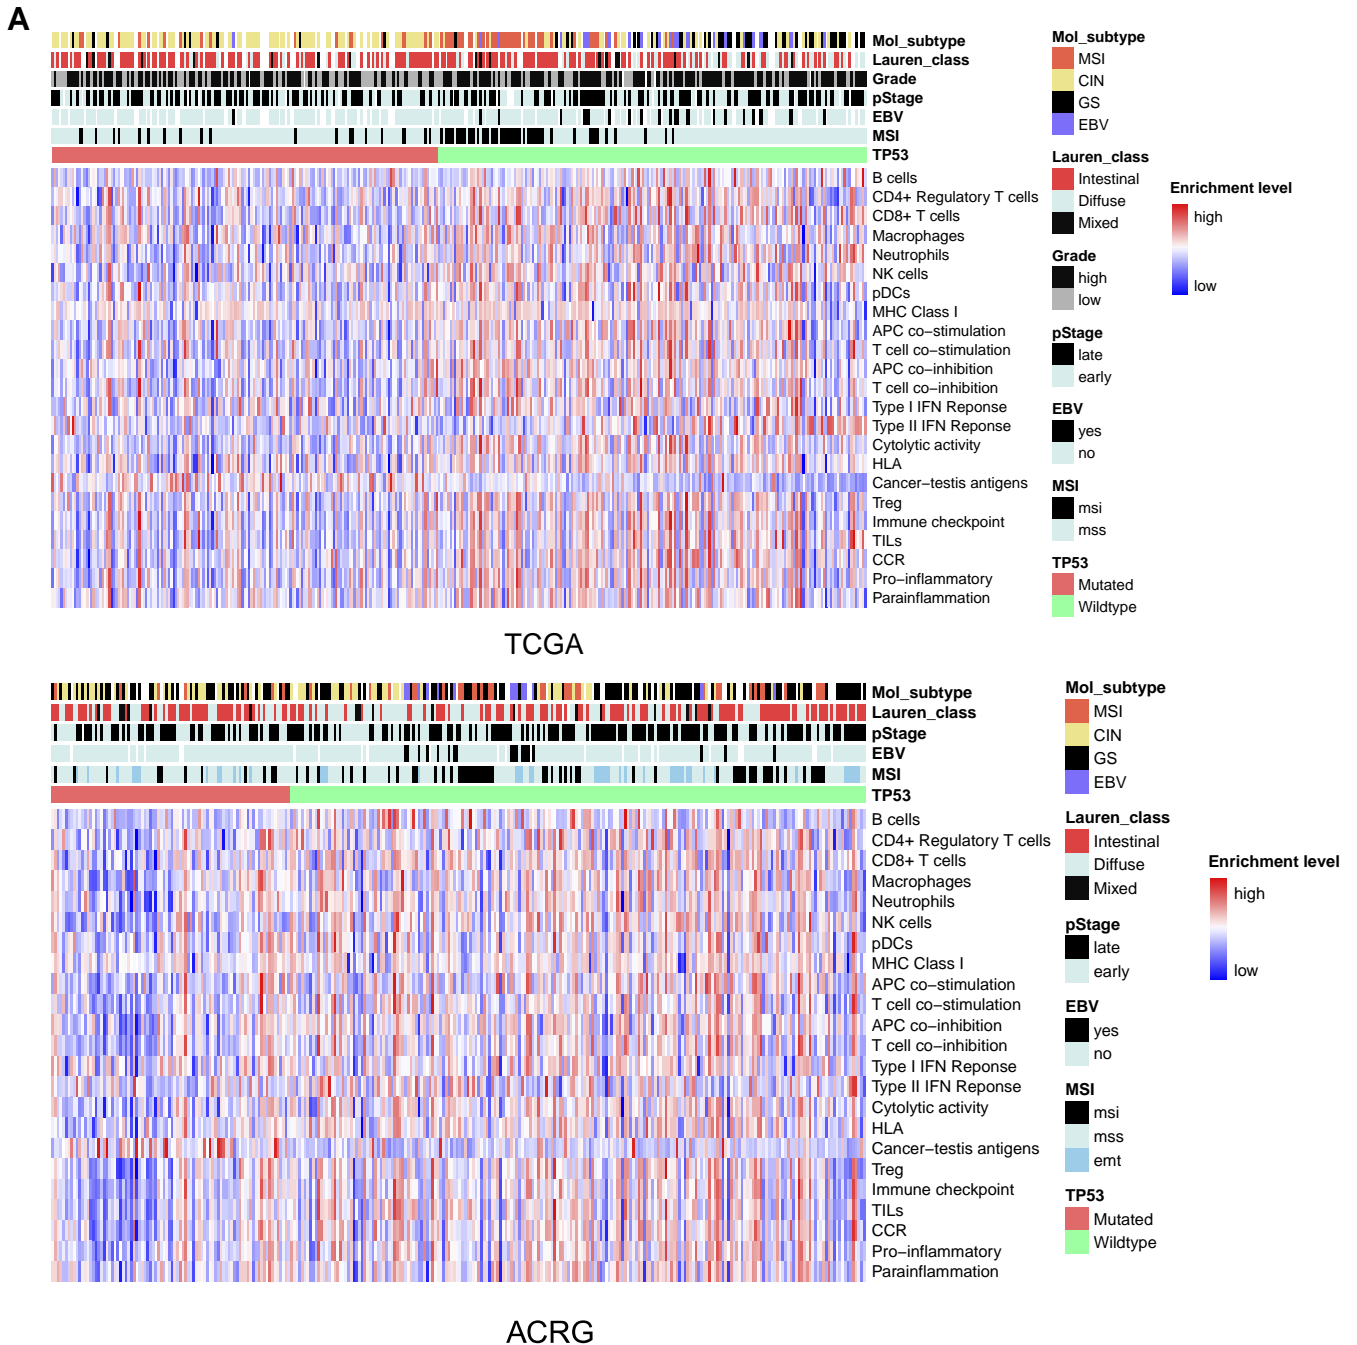 A
Mol_subtype
Lauren_class
Grade
pStage
EBV
MSI
TP53
B cells
CD4+ Regulatory T cells
CD8+ T cells
Macrophages
Neutrophils
NK cells
pDCs
MHC Class I
APC co−stimulation
T cell co−stimulation
APC co−inhibition
T cell co−inhibition
Type I IFN Reponse
Type II IFN Reponse
Cytolytic activity
HLA
Cancer−testis antigens
Treg
Immune checkpoint
TILs
CCR
Pro−inflammatory
Parainflammation
Mol_subtype
MSI
CIN
GS
EBV
Lauren_class
Intestinal
Diffuse
Mixed
Grade
high
low
pStage
late
early
EBV
yes
no
MSI
msi
mss
TP53
Mutated
Wildtype
Enrichment level
high
low
TCGA
Mol_subtype
Lauren_class
pStage
EBV
MSI
TP53
B cells
CD4+ Regulatory T cells
CD8+ T cells
Macrophages
Neutrophils
NK cells
pDCs
MHC Class I
APC co−stimulation
T cell co−stimulation
APC co−inhibition
T cell co−inhibition
Type I IFN Reponse
Type II IFN Reponse
Cytolytic activity
HLA
Cancer−testis antigens
Treg
Immune checkpoint
TILs
CCR
Pro−inflammatory
Parainflammation
Mol_subtype
MSI
CIN
GS
EBV
Lauren_class
Intestinal
Diffuse
Mixed
pStage
late
early
EBV
yes
no
MSI
msi
mss
emt
TP53
Mutated
Wildtype
Enrichment level
high
low
ACRG